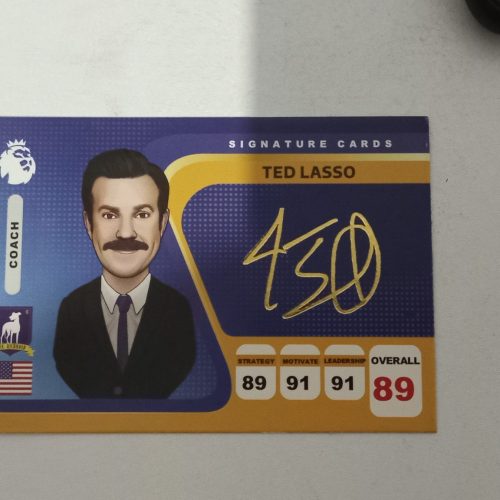 SIGNATURE CARDS
TED LASSO
COACH
STRATEGY MOTIVATE LEADERSHIP OVERALL
89 91 91 89